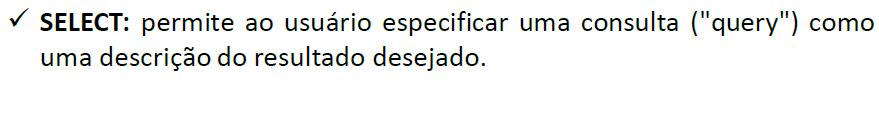 ✓ SELECT: permite ao usuário especificar uma consulta ("query") como
uma descrição do resultado desejado.